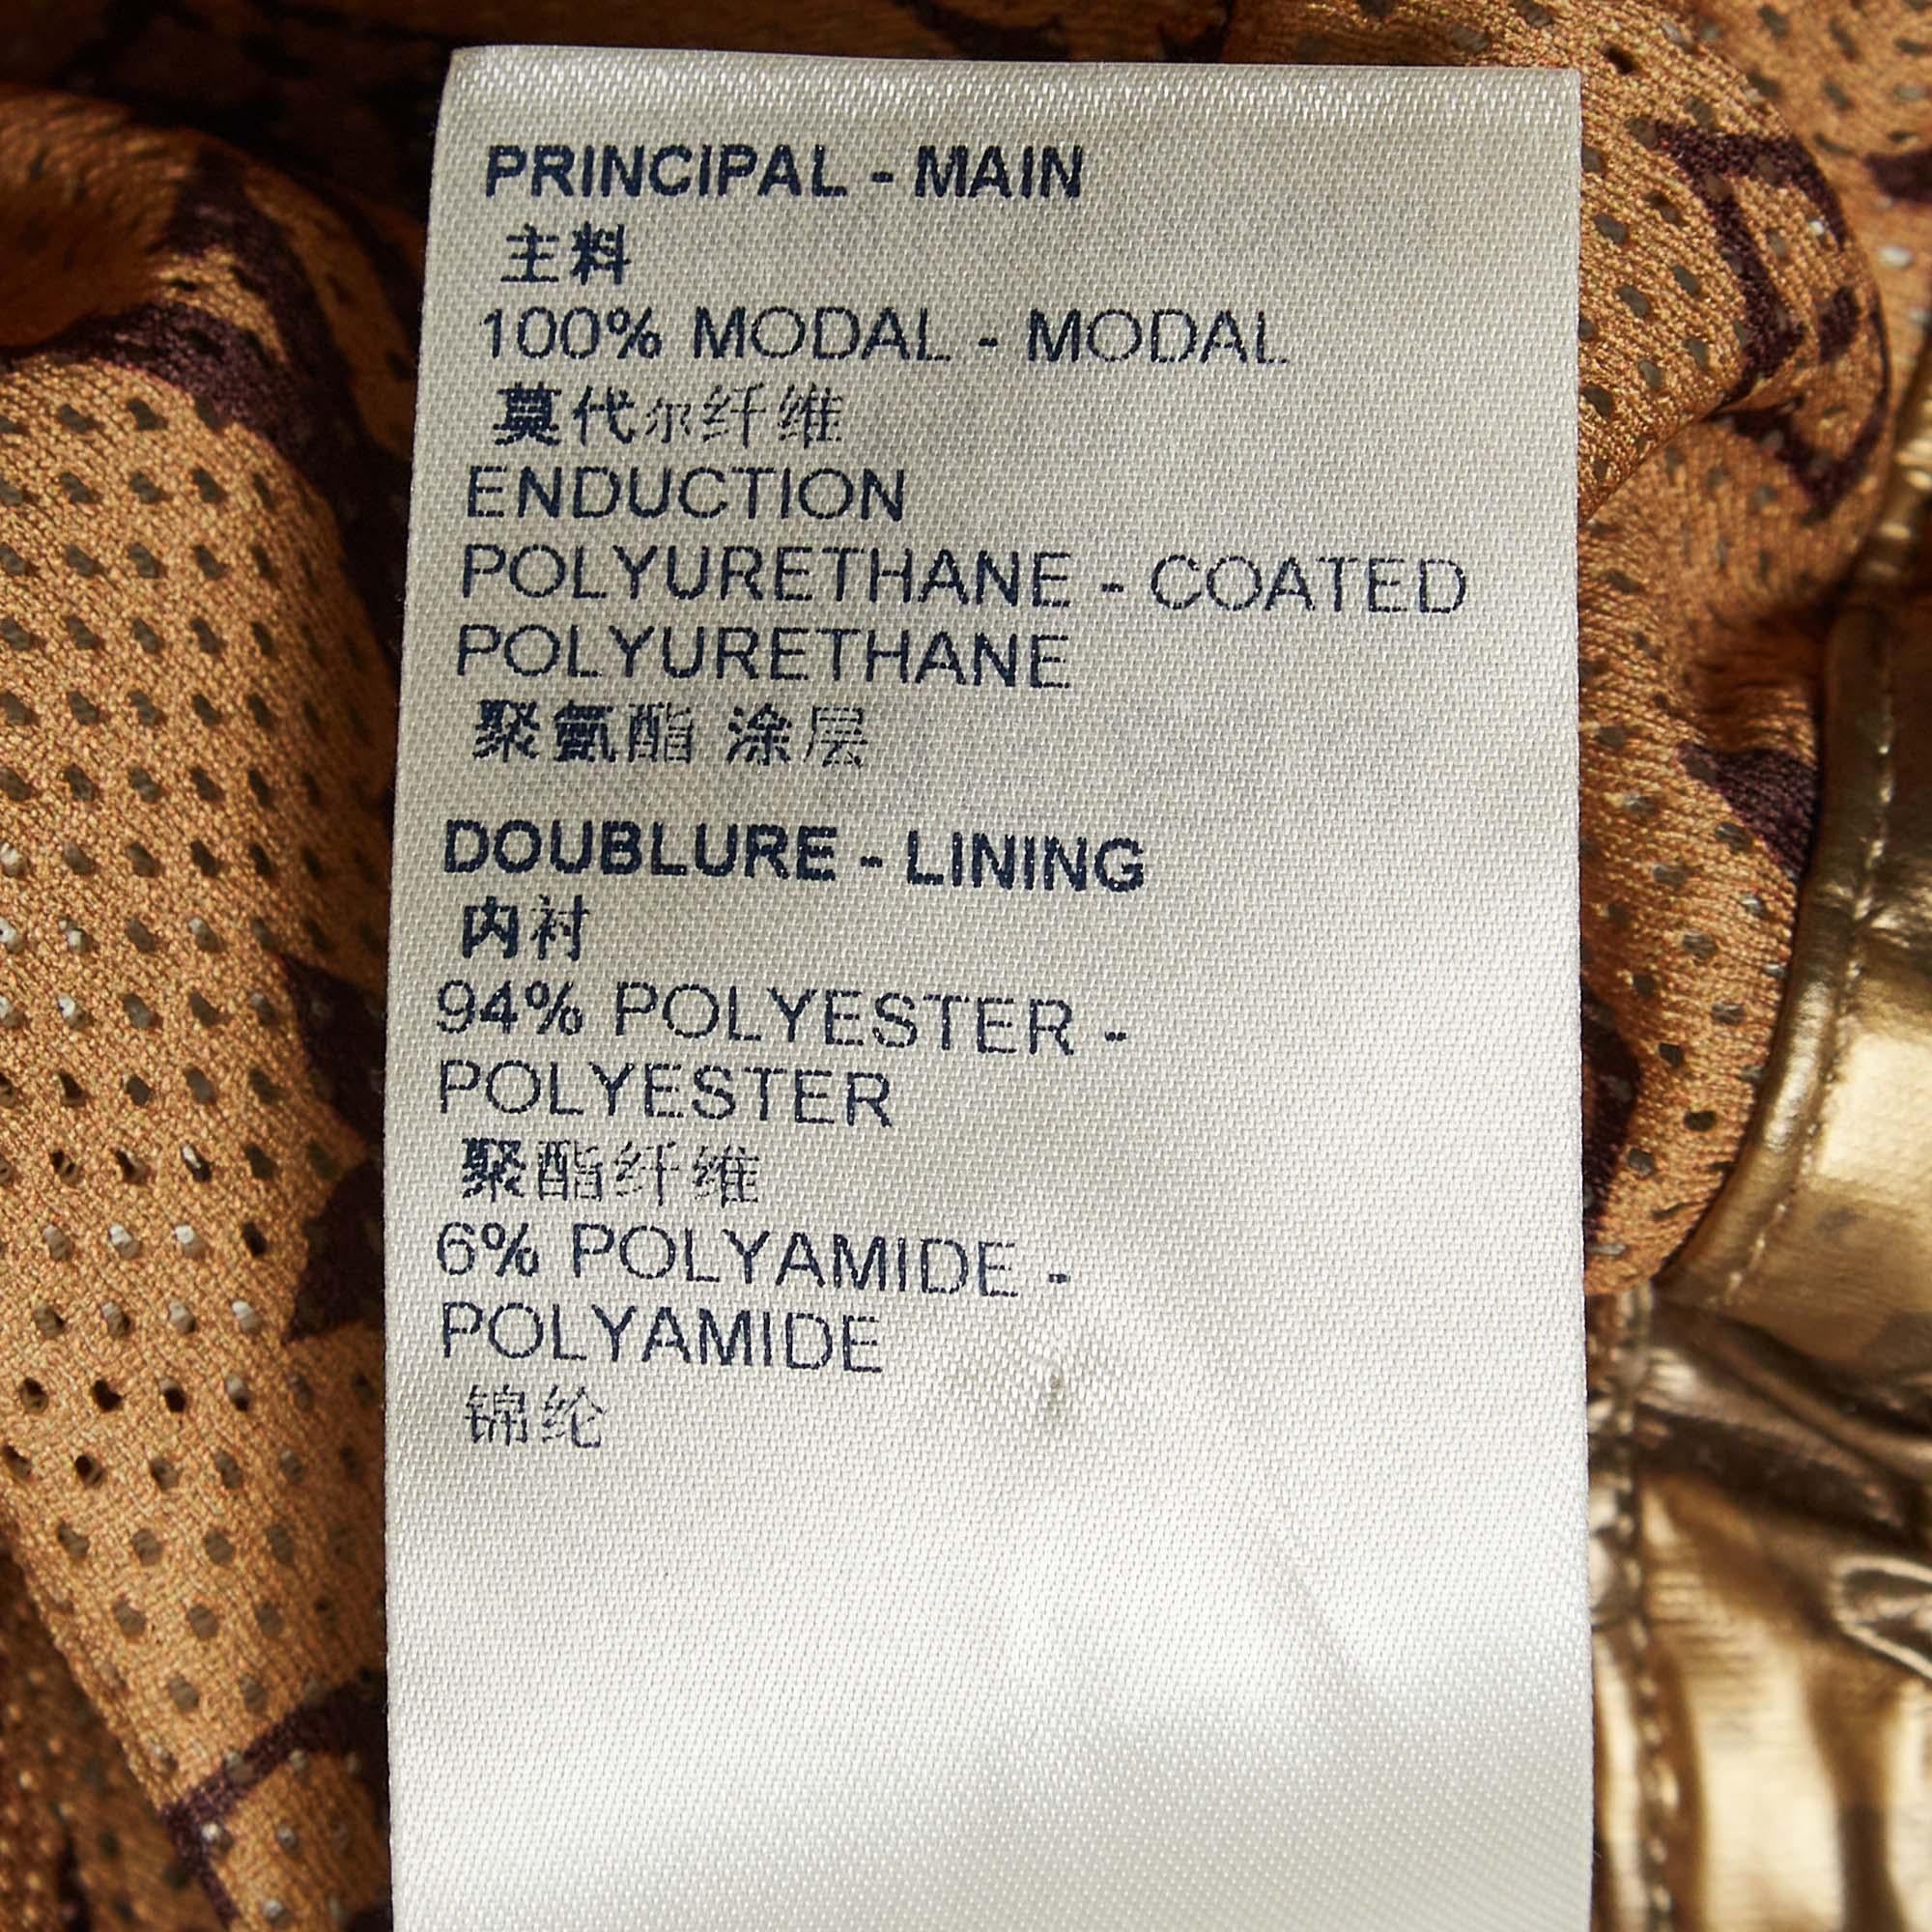 PRINCIPAL - MAIN
主料
100% MODAL - MODAL
莫代尔纤维
ENDUCTION
POLYURETHANE - COATED
POLYURETHANE
聚氨酯 涂层
DOUBLURE - LINING
内衬
94% POLYESTER -
POLYESTER
聚酯纤维
6% POLYAMIDE -
POLYAMIDE
锦纶